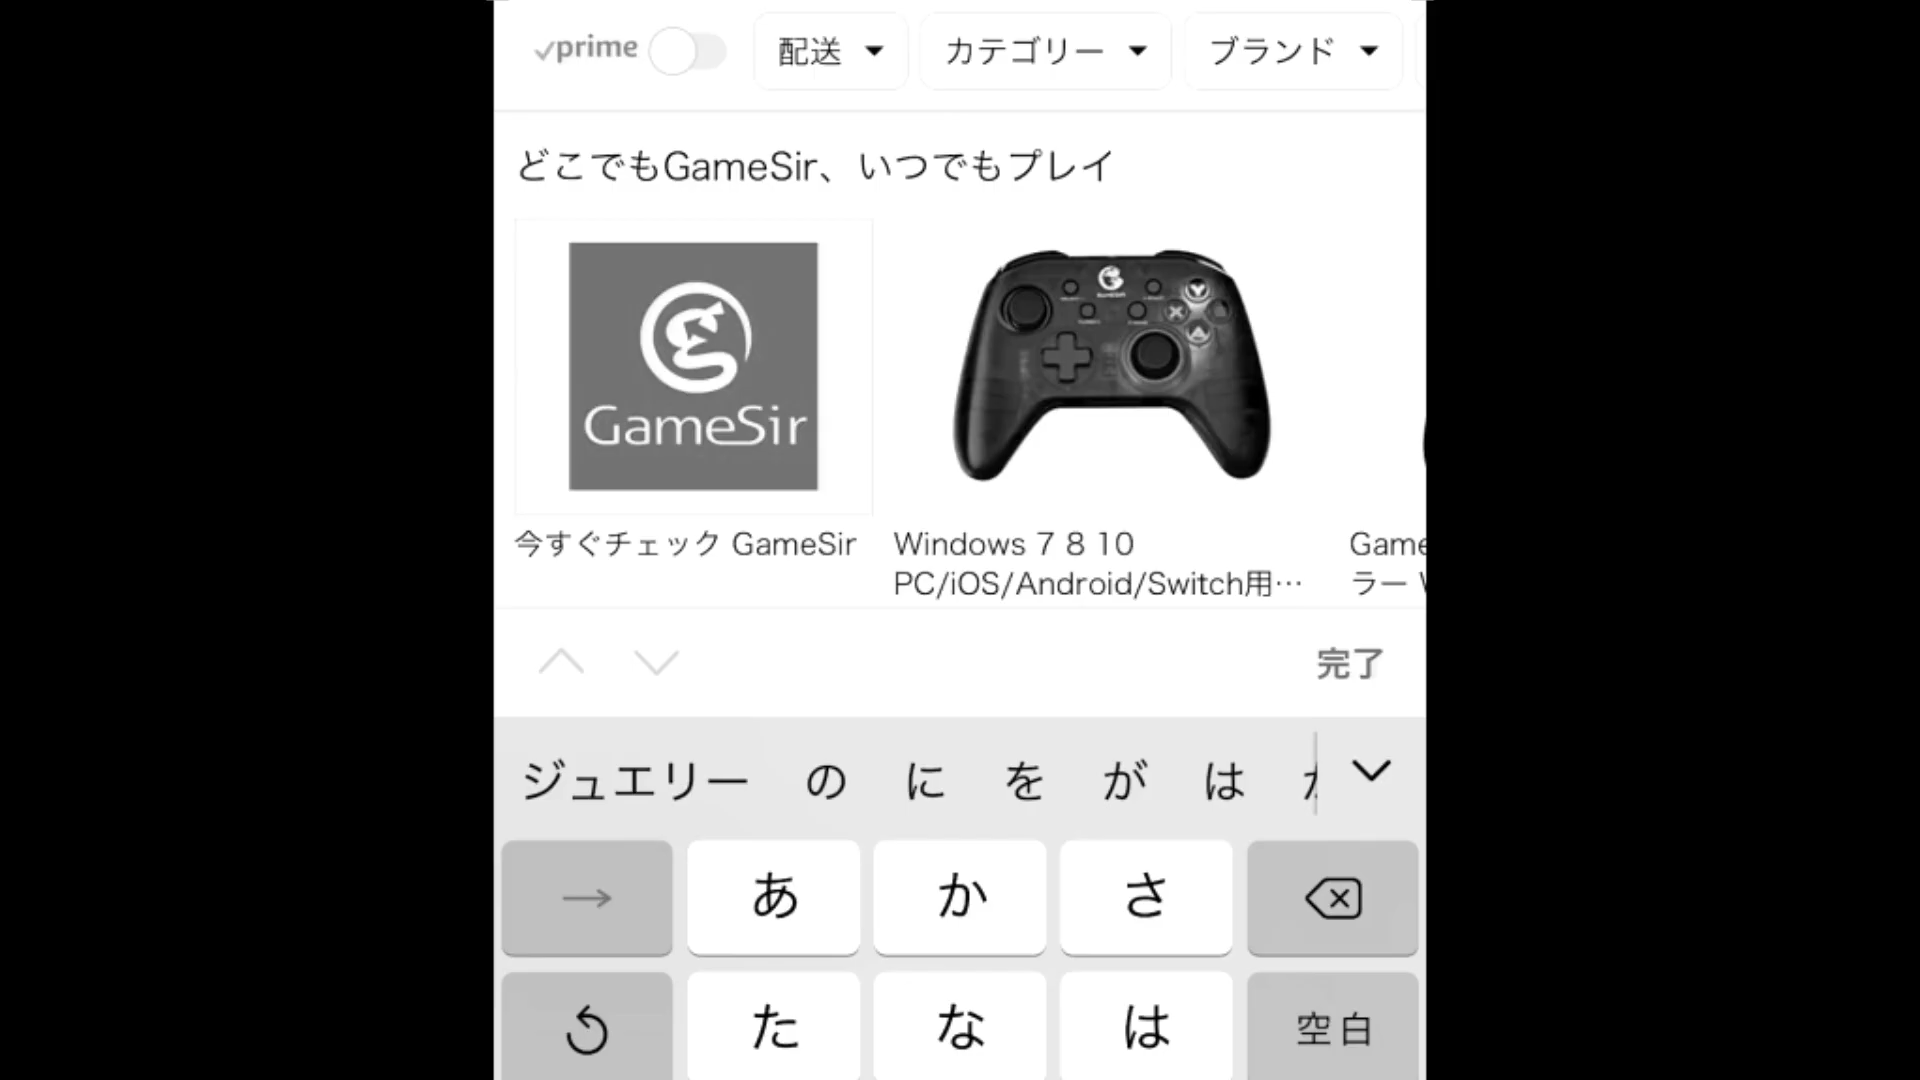 prime 配送 カテゴリー ブランド
どこでもGameSir、いつでもプレイ
GameSir
今すぐチェック GameSir
Windows 7 8 10
PC/iOS/Android/Switch用…
Game
ラー
完了
ジュエリー の に を が は
→ あ か さ
た な は 空白